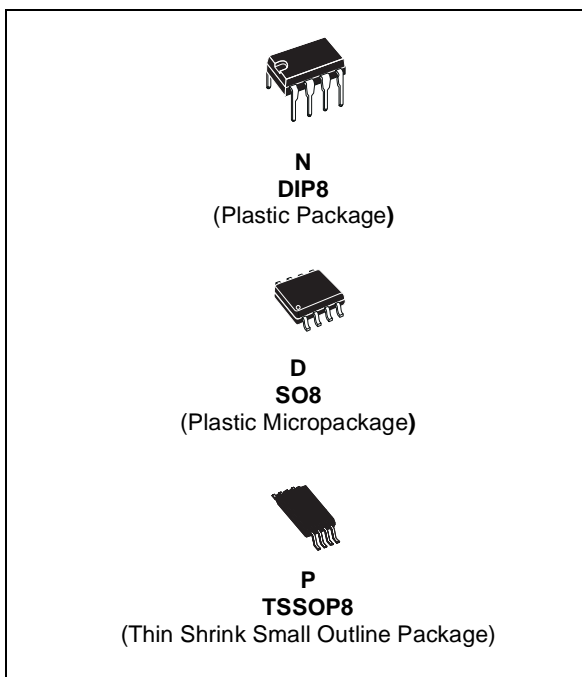 N
DIP8
(Plastic Package)
D
SO8
(Plastic Micropackage)
P
TSSOP8
(Thin Shrink Small Outline Package)